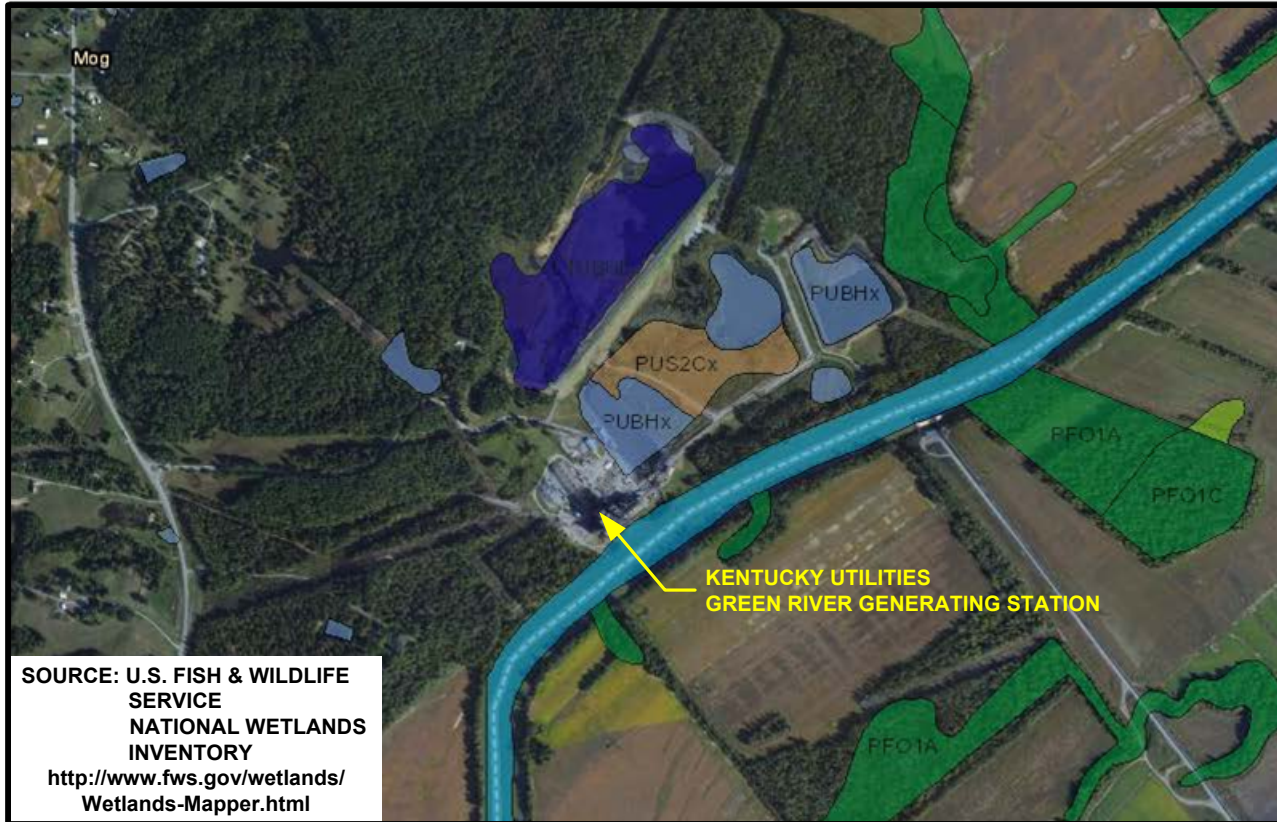 Mog
PUBHx
PUS2Cx
PUBHx
PFO1A
PFO1C
KENTUCKY UTILITIES
GREEN RIVER GENERATING STATION
PFO1A
SOURCE: U.S. FISH & WILDLIFE
SERVICE
NATIONAL WETLANDS
INVENTORY
http://www.fws.gov/wetlands/
Wetlands-Mapper.html